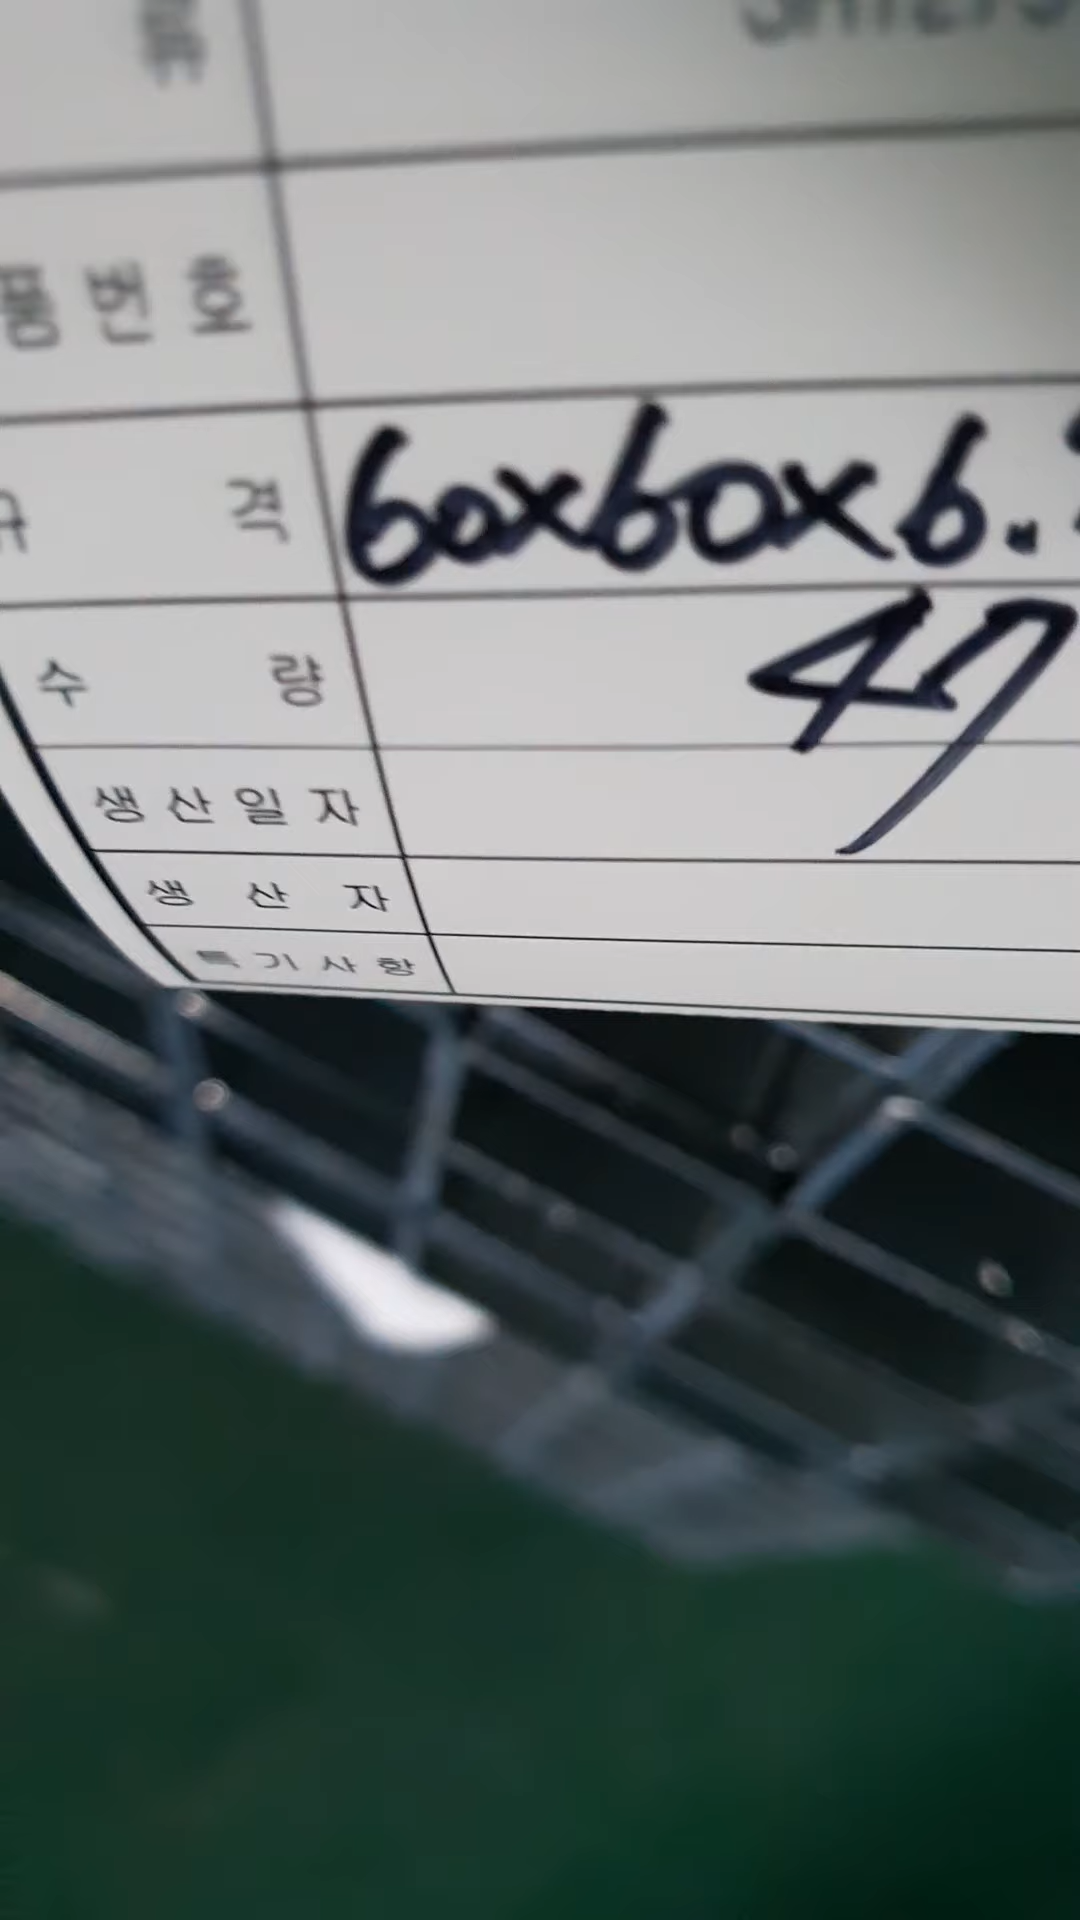 품 번 호
규 격 60x60x6.
수 량 47
생 산 일 자
생 산 자
특 기 사 항